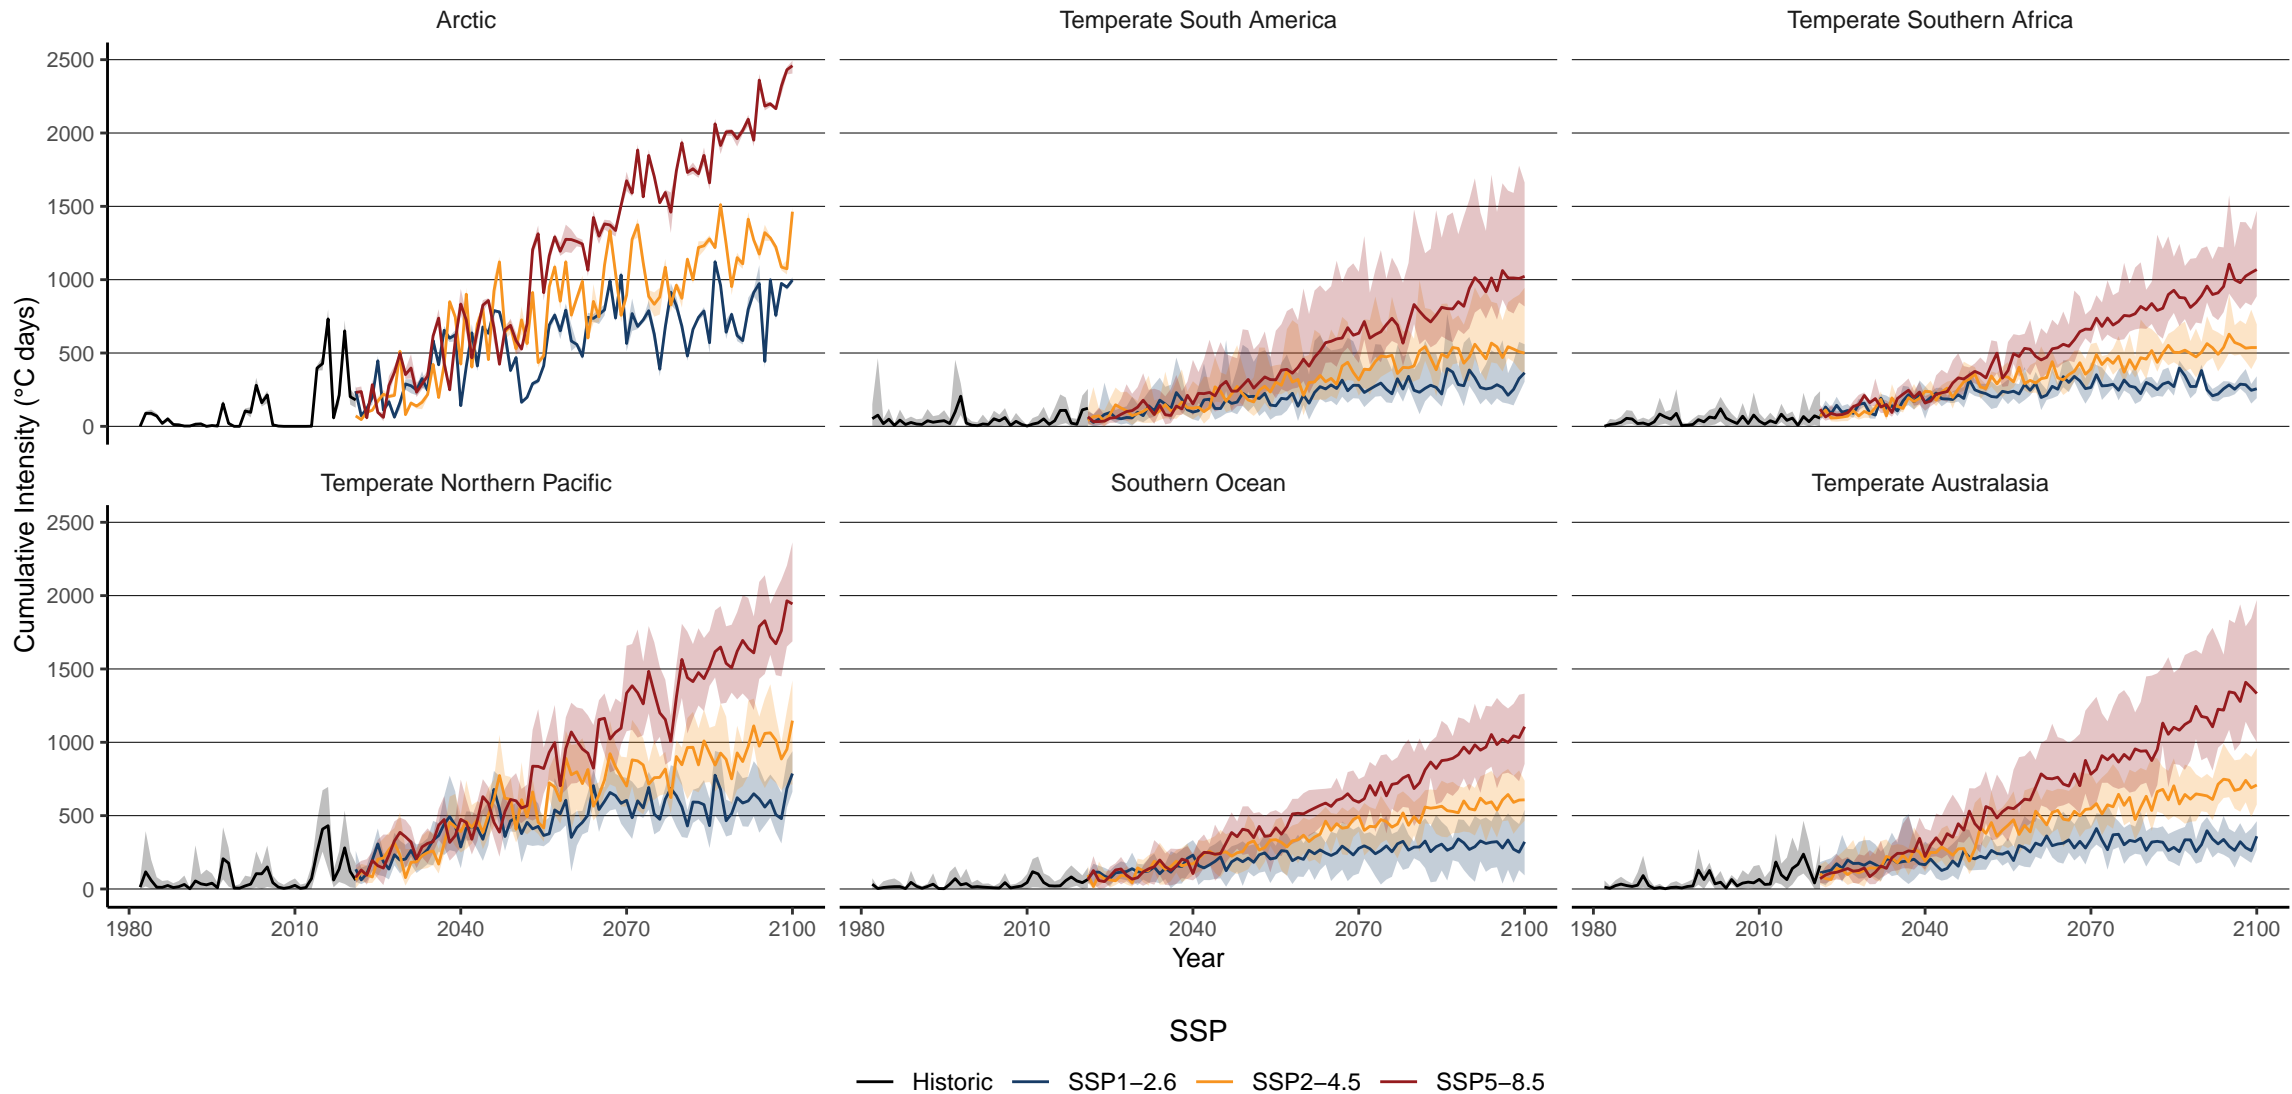 Arctic
Temperate South America
Temperate Southern Africa
2500
2000
1500
1000
500
0
Temperate Northern Pacific
Southern Ocean
Temperate Australasia
2500
2000
1500
1000
500
0
Cumulative Intensity (°C days)
1980 2010 2040 2070 2100
1980 2010 2040 2070 2100
1980 2010 2040 2070 2100
Year
SSP
Historic SSP1−2.6 SSP2−4.5 SSP5−8.5